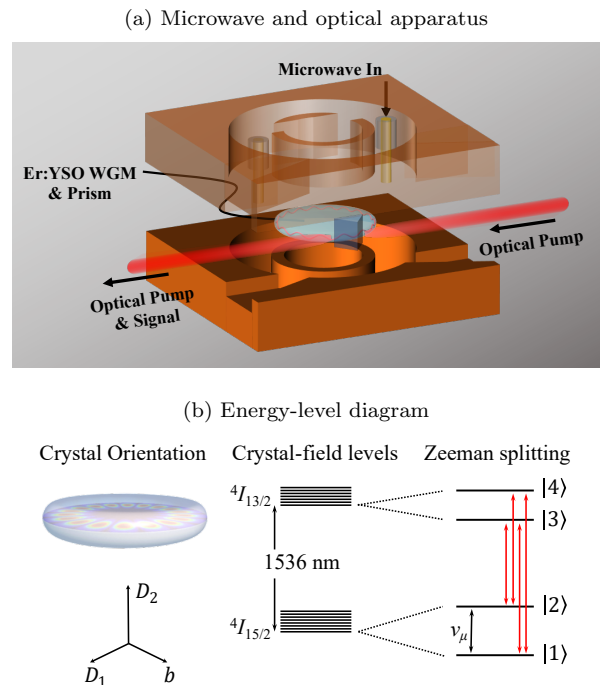 (a) Microwave and optical apparatus
Microwave In
Er:YSO WGM
& Prism
Optical Pump
Optical Pump
& Signal
(b) Energy-level diagram
Crystal Orientation
Crystal-field levels
Zeeman splitting
⁴I₁₃/₂
|4⟩
|3⟩
1536 nm
D₂
|2⟩
⁴I₁₅/₂
ν_μ
|1⟩
D₁
b